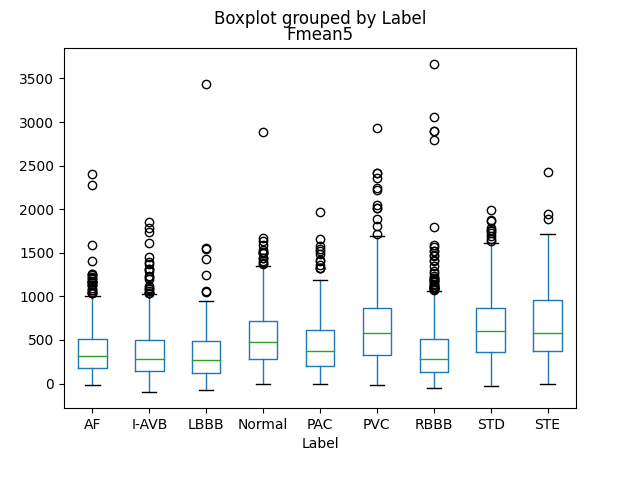 Boxplot grouped by Label
Fmean5
3500
3000
2500
2000
1500
1000
500
0
AF I-AVB LBBB Normal PAC PVC RBBB STD STE
Label